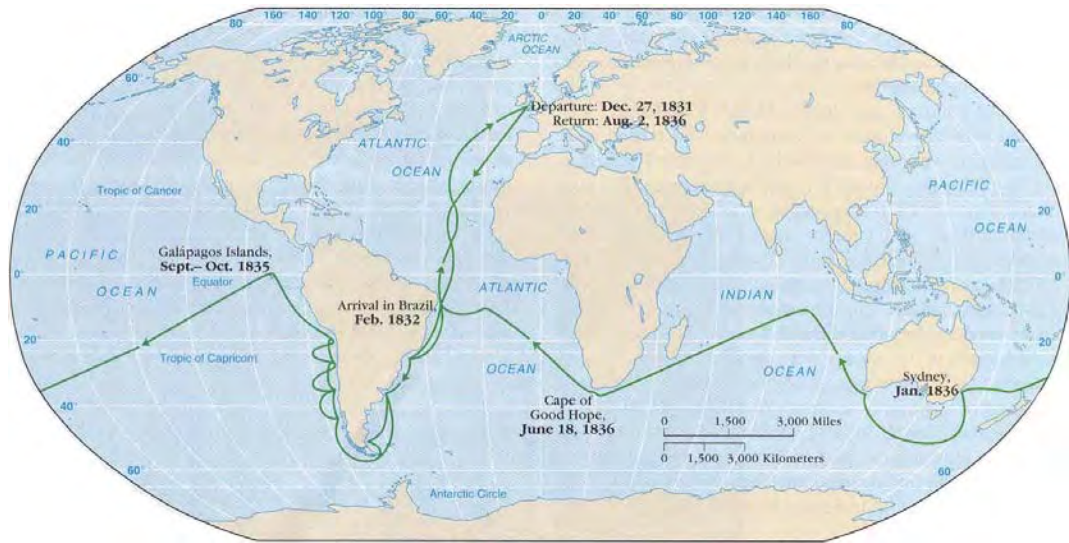 160 140 120 100 80 60 40 20 0 20 40 60 80 100 120 140 160
80°
80°
ARCTIC
OCEAN
60°
60°
Departure: Dec. 27, 1831
Return: Aug. 2, 1836
ATLANTIC
OCEAN
40°
40°
Tropic of Cancer
PACIFIC
OCEAN
20°
20°
Galápagos Islands,
Sept.– Oct. 1835
PACIFIC
OCEAN
0°
Equator
0°
Arrival in Brazil,
Feb. 1832
ATLANTIC
OCEAN
INDIAN
OCEAN
20°
Tropic of Capricorn
20°
Sydney,
Jan. 1836
Cape of
Good Hope,
June 18, 1836
40°
40°
0 1,500 3,000 Miles
0 1,500 3,000 Kilometers
60°
60°
Antarctic Circle